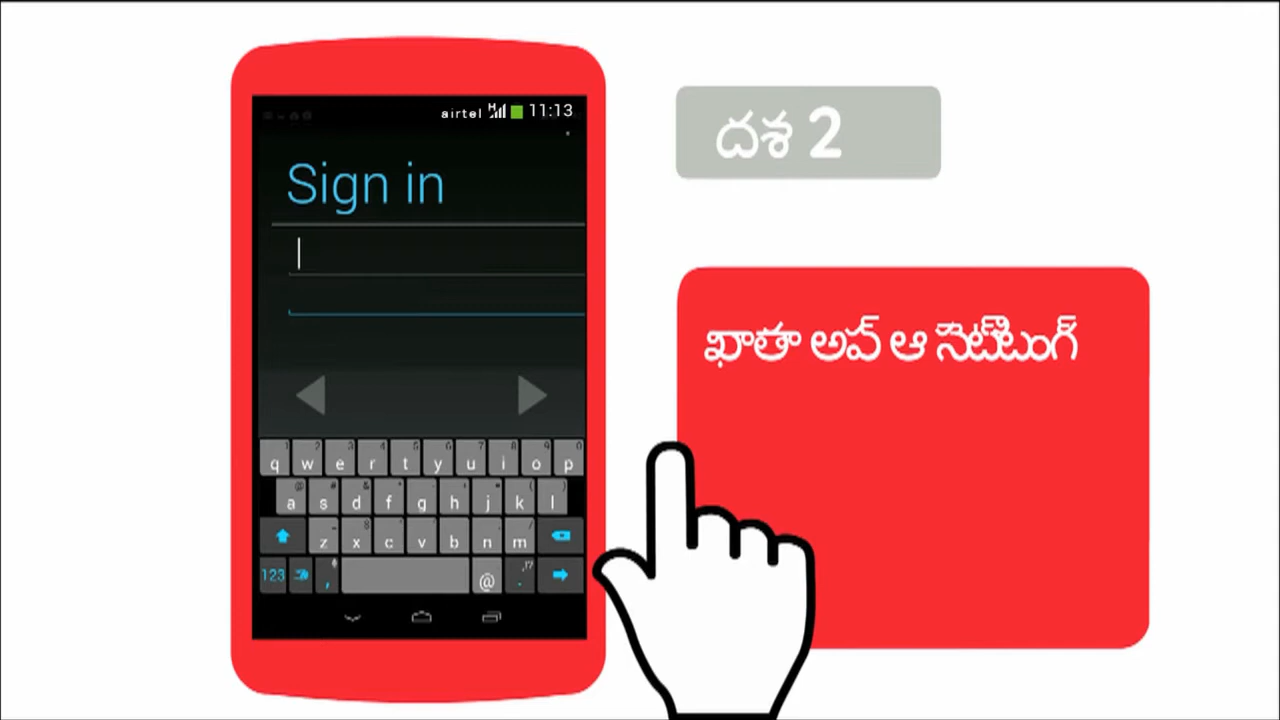 airtel H 11:13
Sign in
దశ 2
ఖాతా అప్ ఆ సెట్టింగ్
q w e r t y u i o p
a s d f g h j k l
z x c v b n m
123 , @ .